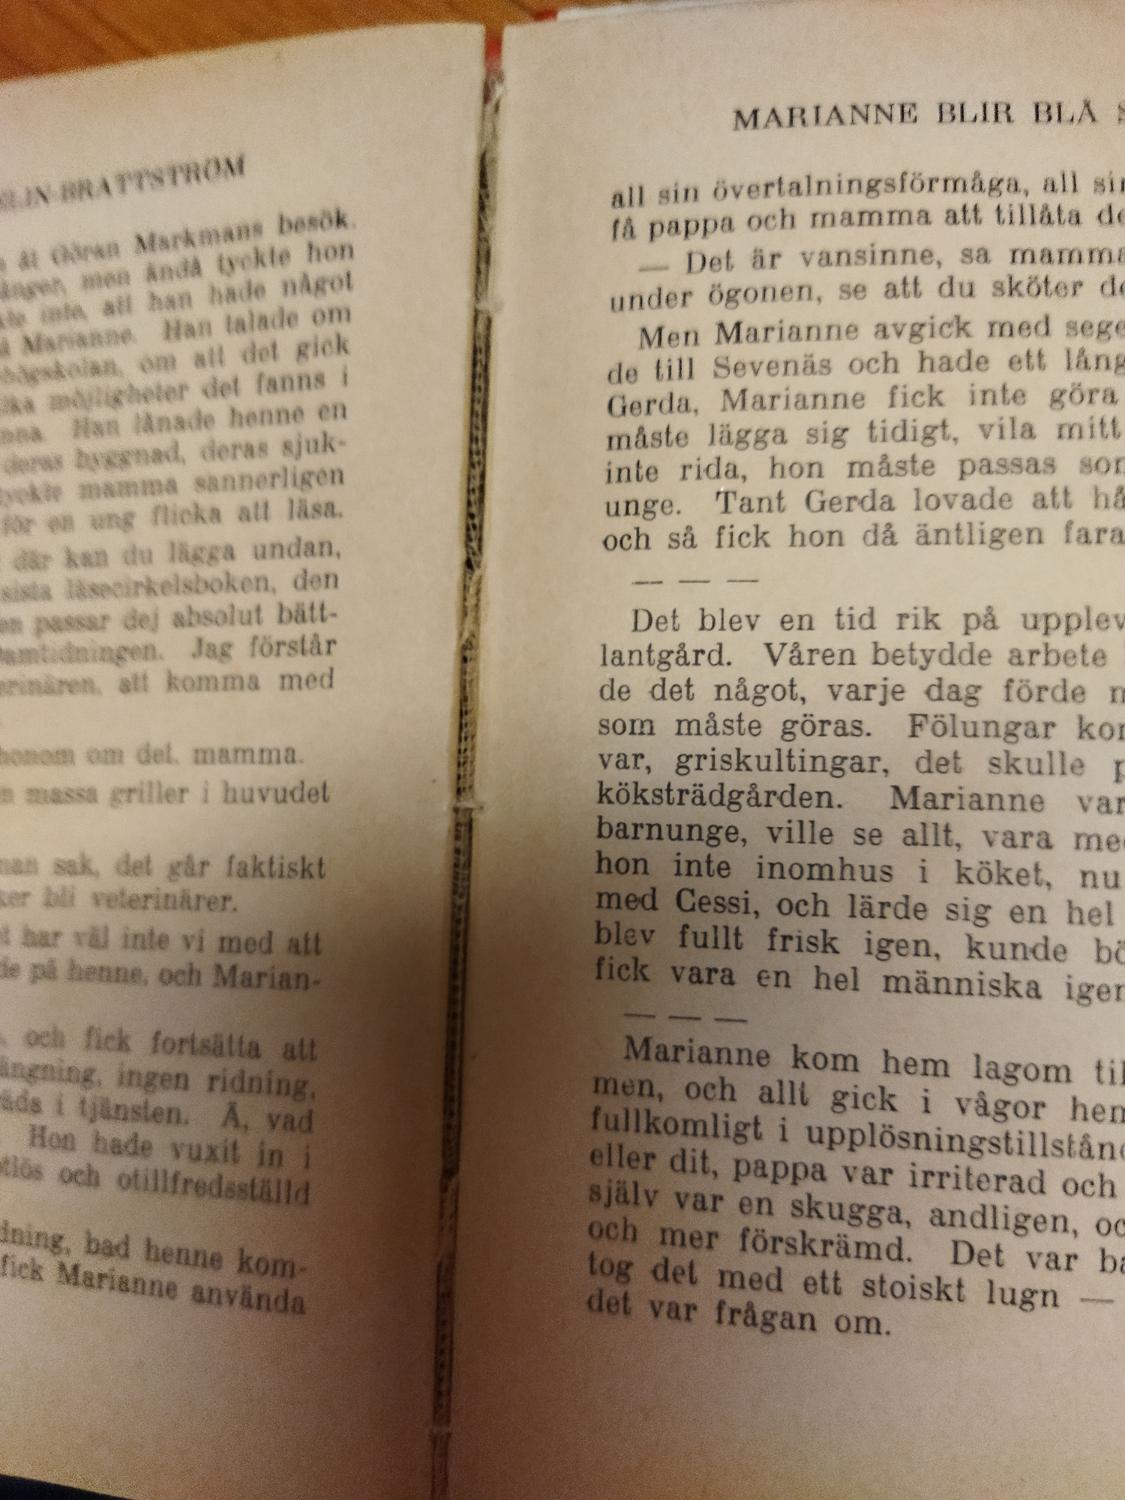 ELIN-BRATTSTRÖM
åt Göran Markmans besök.
men ändå tyckte hon
inte, att han hade något
Marianne. Han talade om
om att det gick
möjligheter det fanns i
Han lånade henne en
deras byggnad, deras sjuk-
tyckte mamma sannerligen
för en ung flicka att läsa.
där kan du lägga undan,
sista läsecirkelsboken, den
passar dej absolut bätt-
Damtidningen. Jag förstår
att komma med
honom om det, mamma.
massa griller i huvudet
sak, det går faktiskt
bli veterinärer.
har väl inte vi med att
på henne, och Marian-
och fick fortsätta att
ingen ridning,
i tjänsten. Å, vad
Hon hade vuxit in i
och otillfredsställd
bad henne kom-
fick Marianne använda
MARIANNE BLIR BLÅ S
all sin övertalningsförmåga, all sin
få pappa och mamma att tillåta de
— Det är vansinne, sa mamma
under ögonen, se att du sköter de
Men Marianne avgick med sege
de till Sevenäs och hade ett lång
Gerda, Marianne fick inte göra
måste lägga sig tidigt, vila mitt
inte rida, hon måste passas som
unge. Tant Gerda lovade att hå
och så fick hon då äntligen fara
— — —
Det blev en tid rik på upplev
lantgård. Våren betydde arbete
de det något, varje dag förde m
som måste göras. Fölungar kom
var, griskultingar, det skulle p
köksträdgården. Marianne var
barnunge, ville se allt, vara med
hon inte inomhus i köket, nu
med Cessi, och lärde sig en hel
blev fullt frisk igen, kunde bö
fick vara en hel människa igen
— — —
Marianne kom hem lagom til
men, och allt gick i vågor hem
fullkomligt i upplösningstillstånd
eller dit, pappa var irriterad och
själv var en skugga, andligen, oc
och mer förskrämd. Det var ba
tog det med ett stoiskt lugn —
det var frågan om.